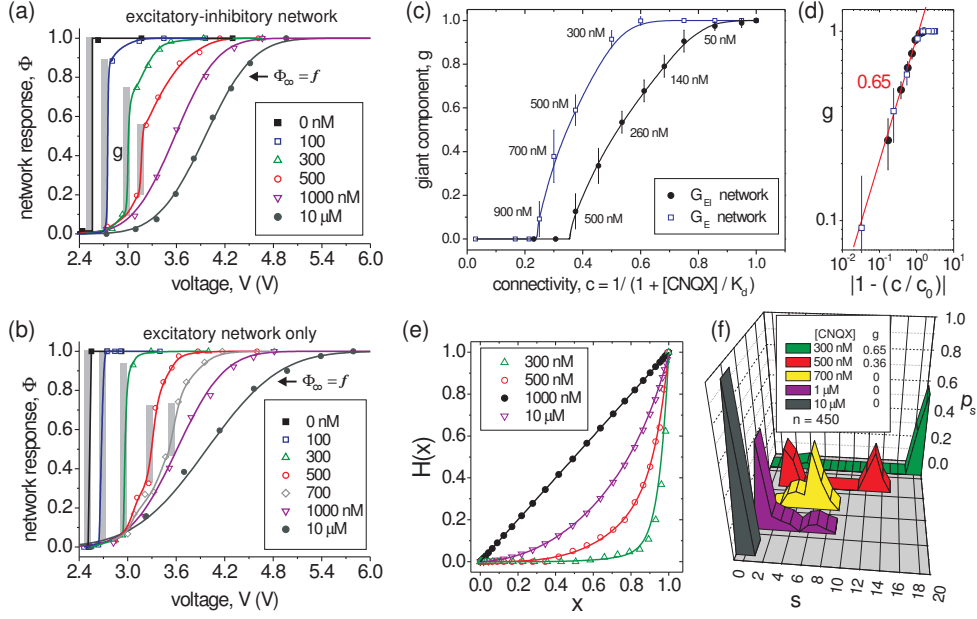 (a) excitatory-inhibitory network
network response, Φ
1.0
0.8
0.6
0.4
0.2
0.0
g
Φ∞ = f
0 nM
100
300
500
1000 nM
10 µM
2.4 3.0 3.6 4.2 4.8 5.4 6.0
voltage, V (V)
(b) excitatory network only
network response, Φ
1.0
0.8
0.6
0.4
0.2
0.0
Φ∞ = f
0 nM
100
300
500
700
1000 nM
10 µM
2.4 3.0 3.6 4.2 4.8 5.4 6.0
voltage, V (V)
(c)
giant component, g
1.0
0.8
0.6
0.4
0.2
0.0
300 nM
50 nM
140 nM
500 nM
260 nM
700 nM
900 nM
500 nM
G_EI network
G_E network
0.0 0.2 0.4 0.6 0.8 1.0
connectivity, c = 1/ (1 + [CNQX] / K_d)
(d)
g
1
0.1
0.65
10⁻² 10⁻¹ 10⁰ 10¹
|1 - (c / c₀)|
(e)
H(x)
1.0
0.8
0.6
0.4
0.2
0.0
300 nM
500 nM
1000 nM
10 µM
0.0 0.2 0.4 0.6 0.8 1.0
x
(f)
[CNQX] g
300 nM 0.65
500 nM 0.36
700 nM 0
1 µM 0
10 µM 0
n = 450
1.0
0.8
0.6
0.4
0.2
0.0
p_s
0 2 4 6 8 10 12 14 16 18 20
s